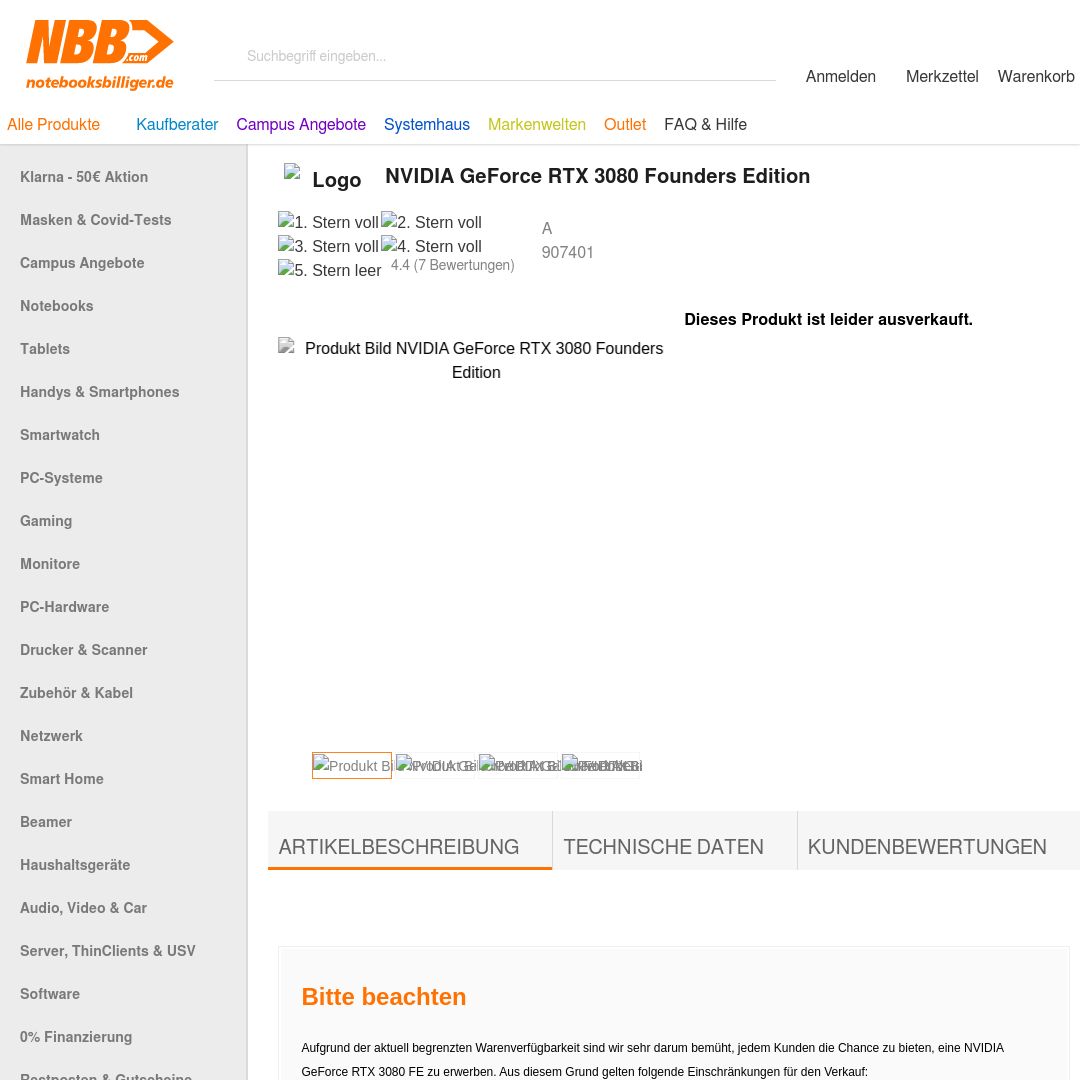 NBB.com
notebooksbilliger.de
Suchbegriff eingeben...
Anmelden
Merkzettel
Warenkorb
Alle Produkte
Kaufberater
Campus Angebote
Systemhaus
Markenwelten
Outlet
FAQ & Hilfe
Klarna - 50€ Aktion
Masken & Covid-Tests
Campus Angebote
Notebooks
Tablets
Handys & Smartphones
Smartwatch
PC-Systeme
Gaming
Monitore
PC-Hardware
Drucker & Scanner
Zubehör & Kabel
Netzwerk
Smart Home
Beamer
Haushaltsgeräte
Audio, Video & Car
Server, ThinClients & USV
Software
0% Finanzierung
Restposten & Gutscheine
Logo
NVIDIA GeForce RTX 3080 Founders Edition
1. Stern voll 2. Stern voll
3. Stern voll 4. Stern voll
5. Stern leer
4.4 (7 Bewertungen)
A
907401
Dieses Produkt ist leider ausverkauft.
Produkt Bild NVIDIA GeForce RTX 3080 Founders
Edition
Produkt
ARTIKELBESCHREIBUNG
TECHNISCHE DATEN
KUNDENBEWERTUNGEN
Bitte beachten
Aufgrund der aktuell begrenzten Warenverfügbarkeit sind wir sehr darum bemüht, jedem Kunden die Chance zu bieten, eine NVIDIA
GeForce RTX 3080 FE zu erwerben. Aus diesem Grund gelten folgende Einschränkungen für den Verkauf: